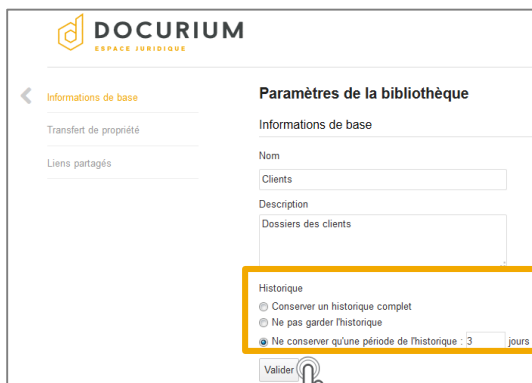 DOCURIUM
ESPACE JURIDIQUE
Informations de base
Transfert de propriété
Liens partagés
Paramètres de la bibliothèque
Informations de base
Nom
Clients
Description
Dossiers des clients
Historique
Conserver un historique complet
Ne pas garder l'historique
Ne conserver qu'une période de l'historique : 3 jours
Valider